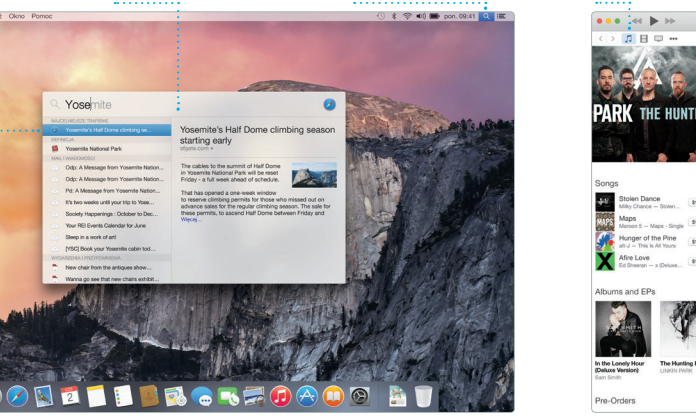 Okno Pomoc
pon. 09:41
Yosemite
NAJCELNIEJSZE TRAFIENIE
Yosemite's Half Dome climbing se...
DEFINICJA
Yosemite National Park
MAIL I WIADOMOŚCI
Odp: A Message from Yosemite Nation...
Odp: A Message from Yosemite Nation...
Pd: A Message from Yosemite Nation...
It's two weeks until your trip to Yose...
Society Happenings : October to Dec...
Your REI Events Calendar for June
Sleep in a work of art!
[YSC] Book your Yosemite cabin tod...
WYDARZENIA I PRZYPOMNIENIA
New chair from the antiques show...
Wanna go see that new chairs exhibit...
Yosemite's Half Dome climbing season
starting early
sfgate.com
The cables to the summit of Half Dome
in Yosemite National Park will be reset
Friday - a full week ahead of schedule.
That has opened a one-week window
to reserve climbing permits for those who missed out on
advance sales for the regular climbing season. The sale for
these permits, to ascend Half Dome between Friday and
Więcej...
2
PARK THE HUNTI
Songs
Stolen Dance
Milky Chance — Stolen...
Maps
Maroon 5 — Maps - Single
MAPS
Hunger of the Pine
alt-J — This Is All Yours
Afire Love
Ed Sheeran — x (Deluxe...
Albums and EPs
SAM SMITH
In the Lonely Hour
(Deluxe Version)
Sam Smith
The Hunting
LINKIN PARK
Pre-Orders